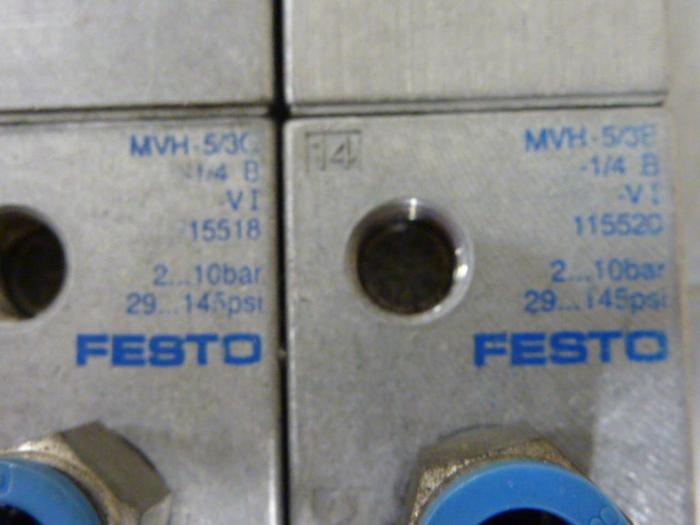 MVH-5/3G
-1/4 B
-VI
15518
2...10bar
29...145psi
FESTO
14
MVH-5/3E
-1/4 B
-VI
115520
2...10bar
29...145psi
FESTO